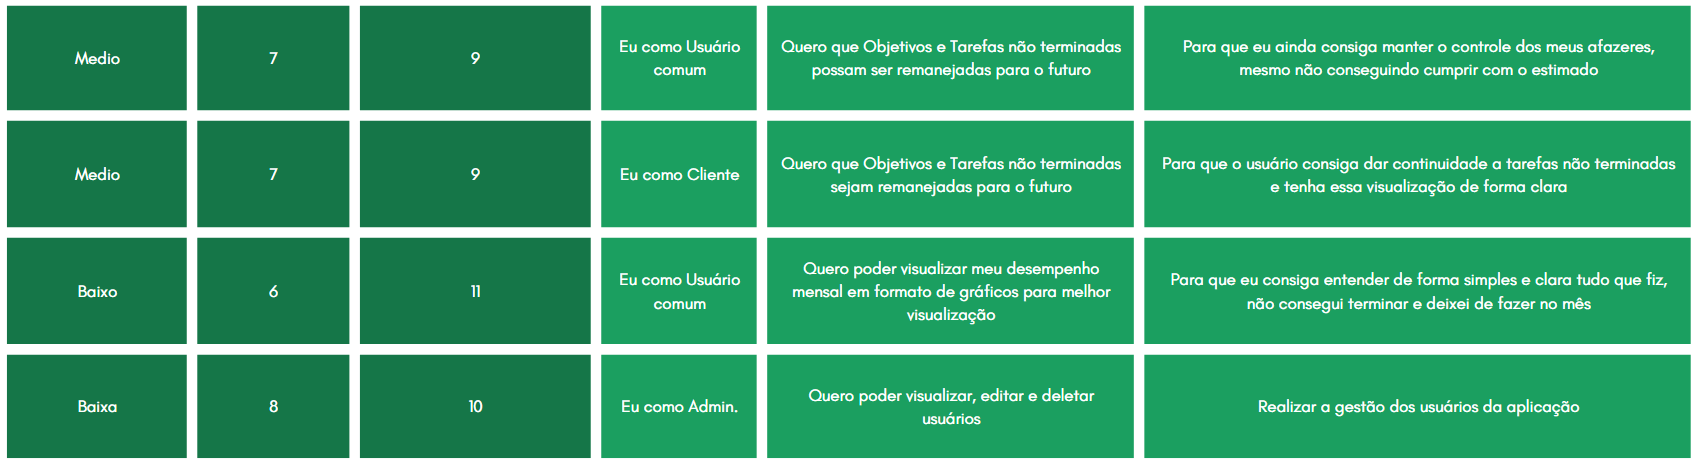 Medio
7
9
Eu como Usuário
comum
Quero que Objetivos e Tarefas não terminadas
possam ser remanejadas para o futuro
Para que eu ainda consiga manter o controle dos meus afazeres,
mesmo não conseguindo cumprir com o estimado
Medio
7
9
Eu como Cliente
Quero que Objetivos e Tarefas não terminadas
sejam remanejadas para o futuro
Para que o usuário consiga dar continuidade a tarefas não terminadas
e tenha essa visualização de forma clara
Baixo
6
11
Eu como Usuário
comum
Quero poder visualizar meu desempenho
mensal em formato de gráficos para melhor
visualização
Para que eu consiga entender de forma simples e clara tudo que fiz,
não consegui terminar e deixei de fazer no mês
Baixa
8
10
Eu como Admin.
Quero poder visualizar, editar e deletar
usuários
Realizar a gestão dos usuários da aplicação